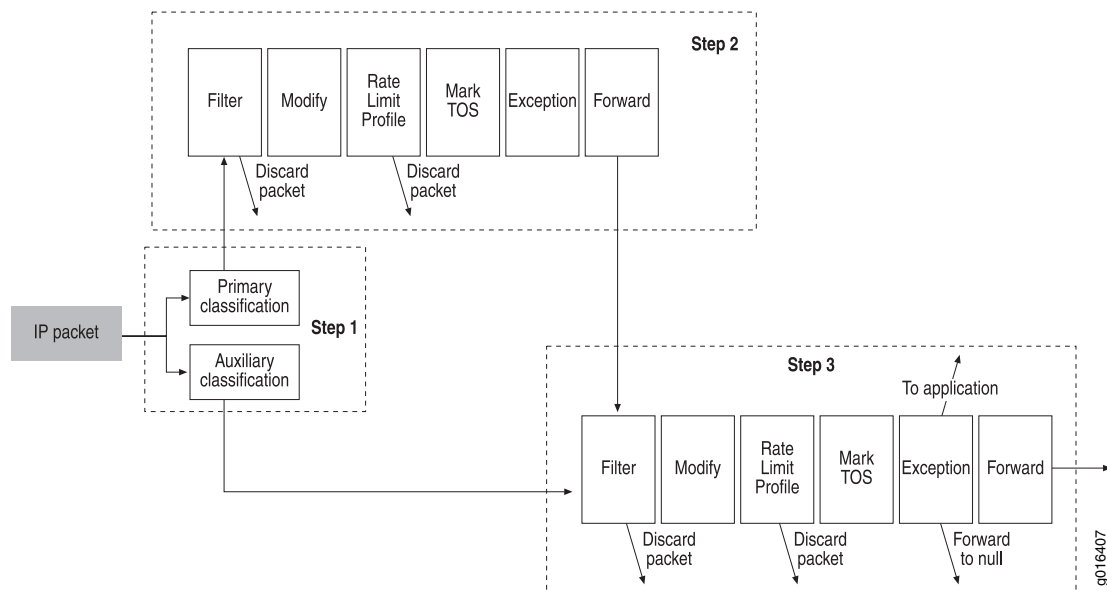 Step 2
Filter
Modify
Rate
Limit
Profile
Mark
TOS
Exception
Forward
Discard
packet
Discard
packet
IP packet
Primary
classification
Step 1
Auxiliary
classification
Step 3
To application
Filter
Modify
Rate
Limit
Profile
Mark
TOS
Exception
Forward
Discard
packet
Discard
packet
Forward
to null
g016407